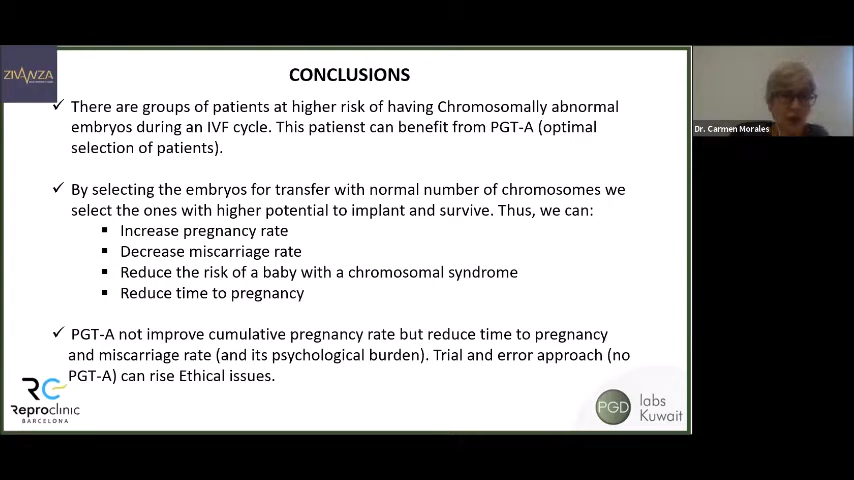 ZIVANZA
CONCLUSIONS
✓ There are groups of patients at higher risk of having Chromosomally abnormal
embryos during an IVF cycle. This patienst can benefit from PGT-A (optimal
selection of patients).
✓ By selecting the embryos for transfer with normal number of chromosomes we
select the ones with higher potential to implant and survive. Thus, we can:
▪ Increase pregnancy rate
▪ Decrease miscarriage rate
▪ Reduce the risk of a baby with a chromosomal syndrome
▪ Reduce time to pregnancy
✓ PGT-A not improve cumulative pregnancy rate but reduce time to pregnancy
and miscarriage rate (and its psychological burden). Trial and error approach (no
PGT-A) can rise Ethical issues.
RC
Reproclinic
BARCELONA
PGD labs
Kuwait
Dr. Carmen Morales